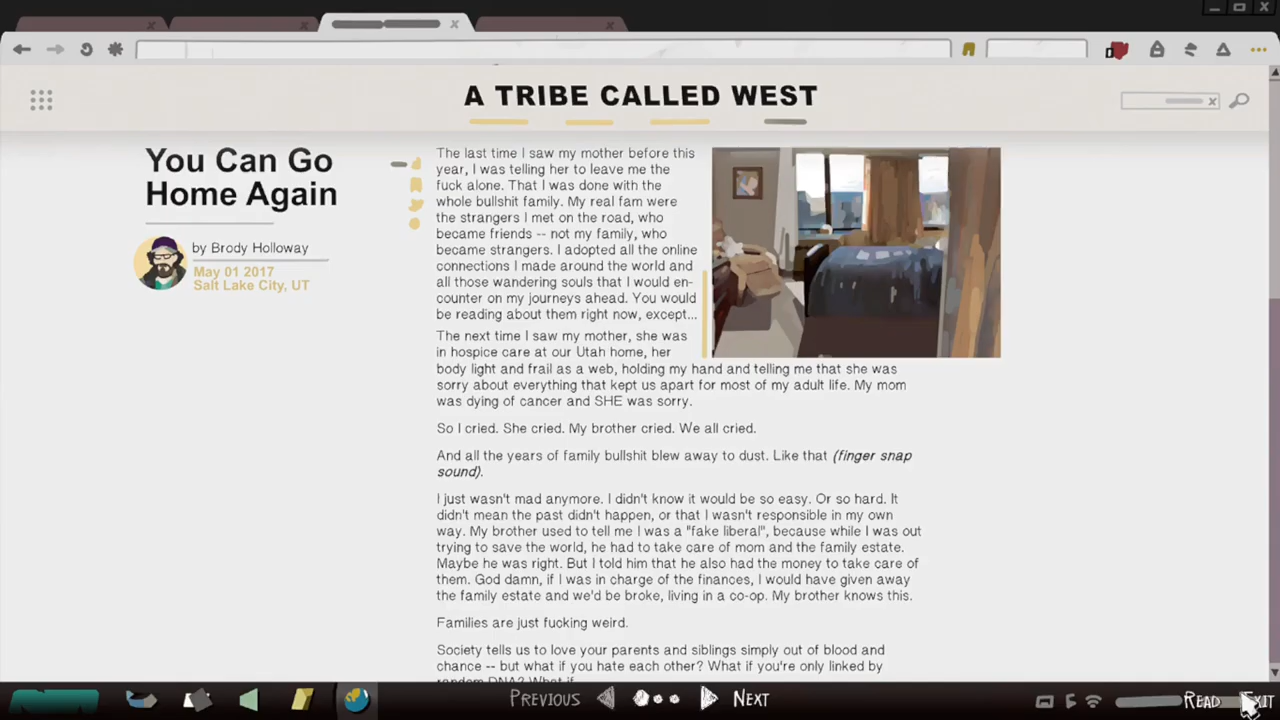 A TRIBE CALLED WEST
You Can Go
Home Again
by Brody Holloway
May 01 2017
Salt Lake City, UT
The last time I saw my mother before this
year, I was telling her to leave me the
fuck alone. That I was done with the
whole bullshit family. My real fam were
the strangers I met on the road, who
became friends -- not my family, who
became strangers. I adopted all the online
connections I made around the world and
all those wandering souls that I would en-
counter on my journeys ahead. You would
be reading about them right now, except...
The next time I saw my mother, she was
in hospice care at our Utah home, her
body light and frail as a web, holding my hand and telling me that she was
sorry about everything that kept us apart for most of my adult life. My mom
was dying of cancer and SHE was sorry.
So I cried. She cried. My brother cried. We all cried.
And all the years of family bullshit blew away to dust. Like that (finger snap
sound).
I just wasn't mad anymore. I didn't know it would be so easy. Or so hard. It
didn't mean the past didn't happen, or that I wasn't responsible in my own
way. My brother used to tell me I was a "fake liberal", because while I was out
trying to save the world, he had to take care of mom and the family estate.
Maybe he was right. But I told him that he also had the money to take care of
them. God damn, if I was in charge of the finances, I would have given away
the family estate and we'd be broke, living in a co-op. My brother knows this.
Families are just fucking weird.
Society tells us to love your parents and siblings simply out of blood and
chance -- but what if you hate each other? What if you're only linked by
random DNA? What if
PREVIOUS NEXT READ EXIT